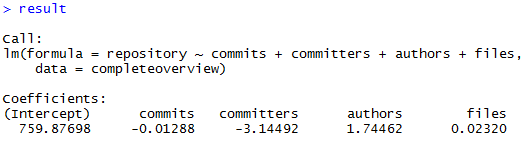 > result
Call:
lm(formula = repository ~ commits + committers + authors + files,
data = completeoverview)
Coefficients:
(Intercept) commits committers authors files
759.87698 -0.01288 -3.14492 1.74462 0.02320